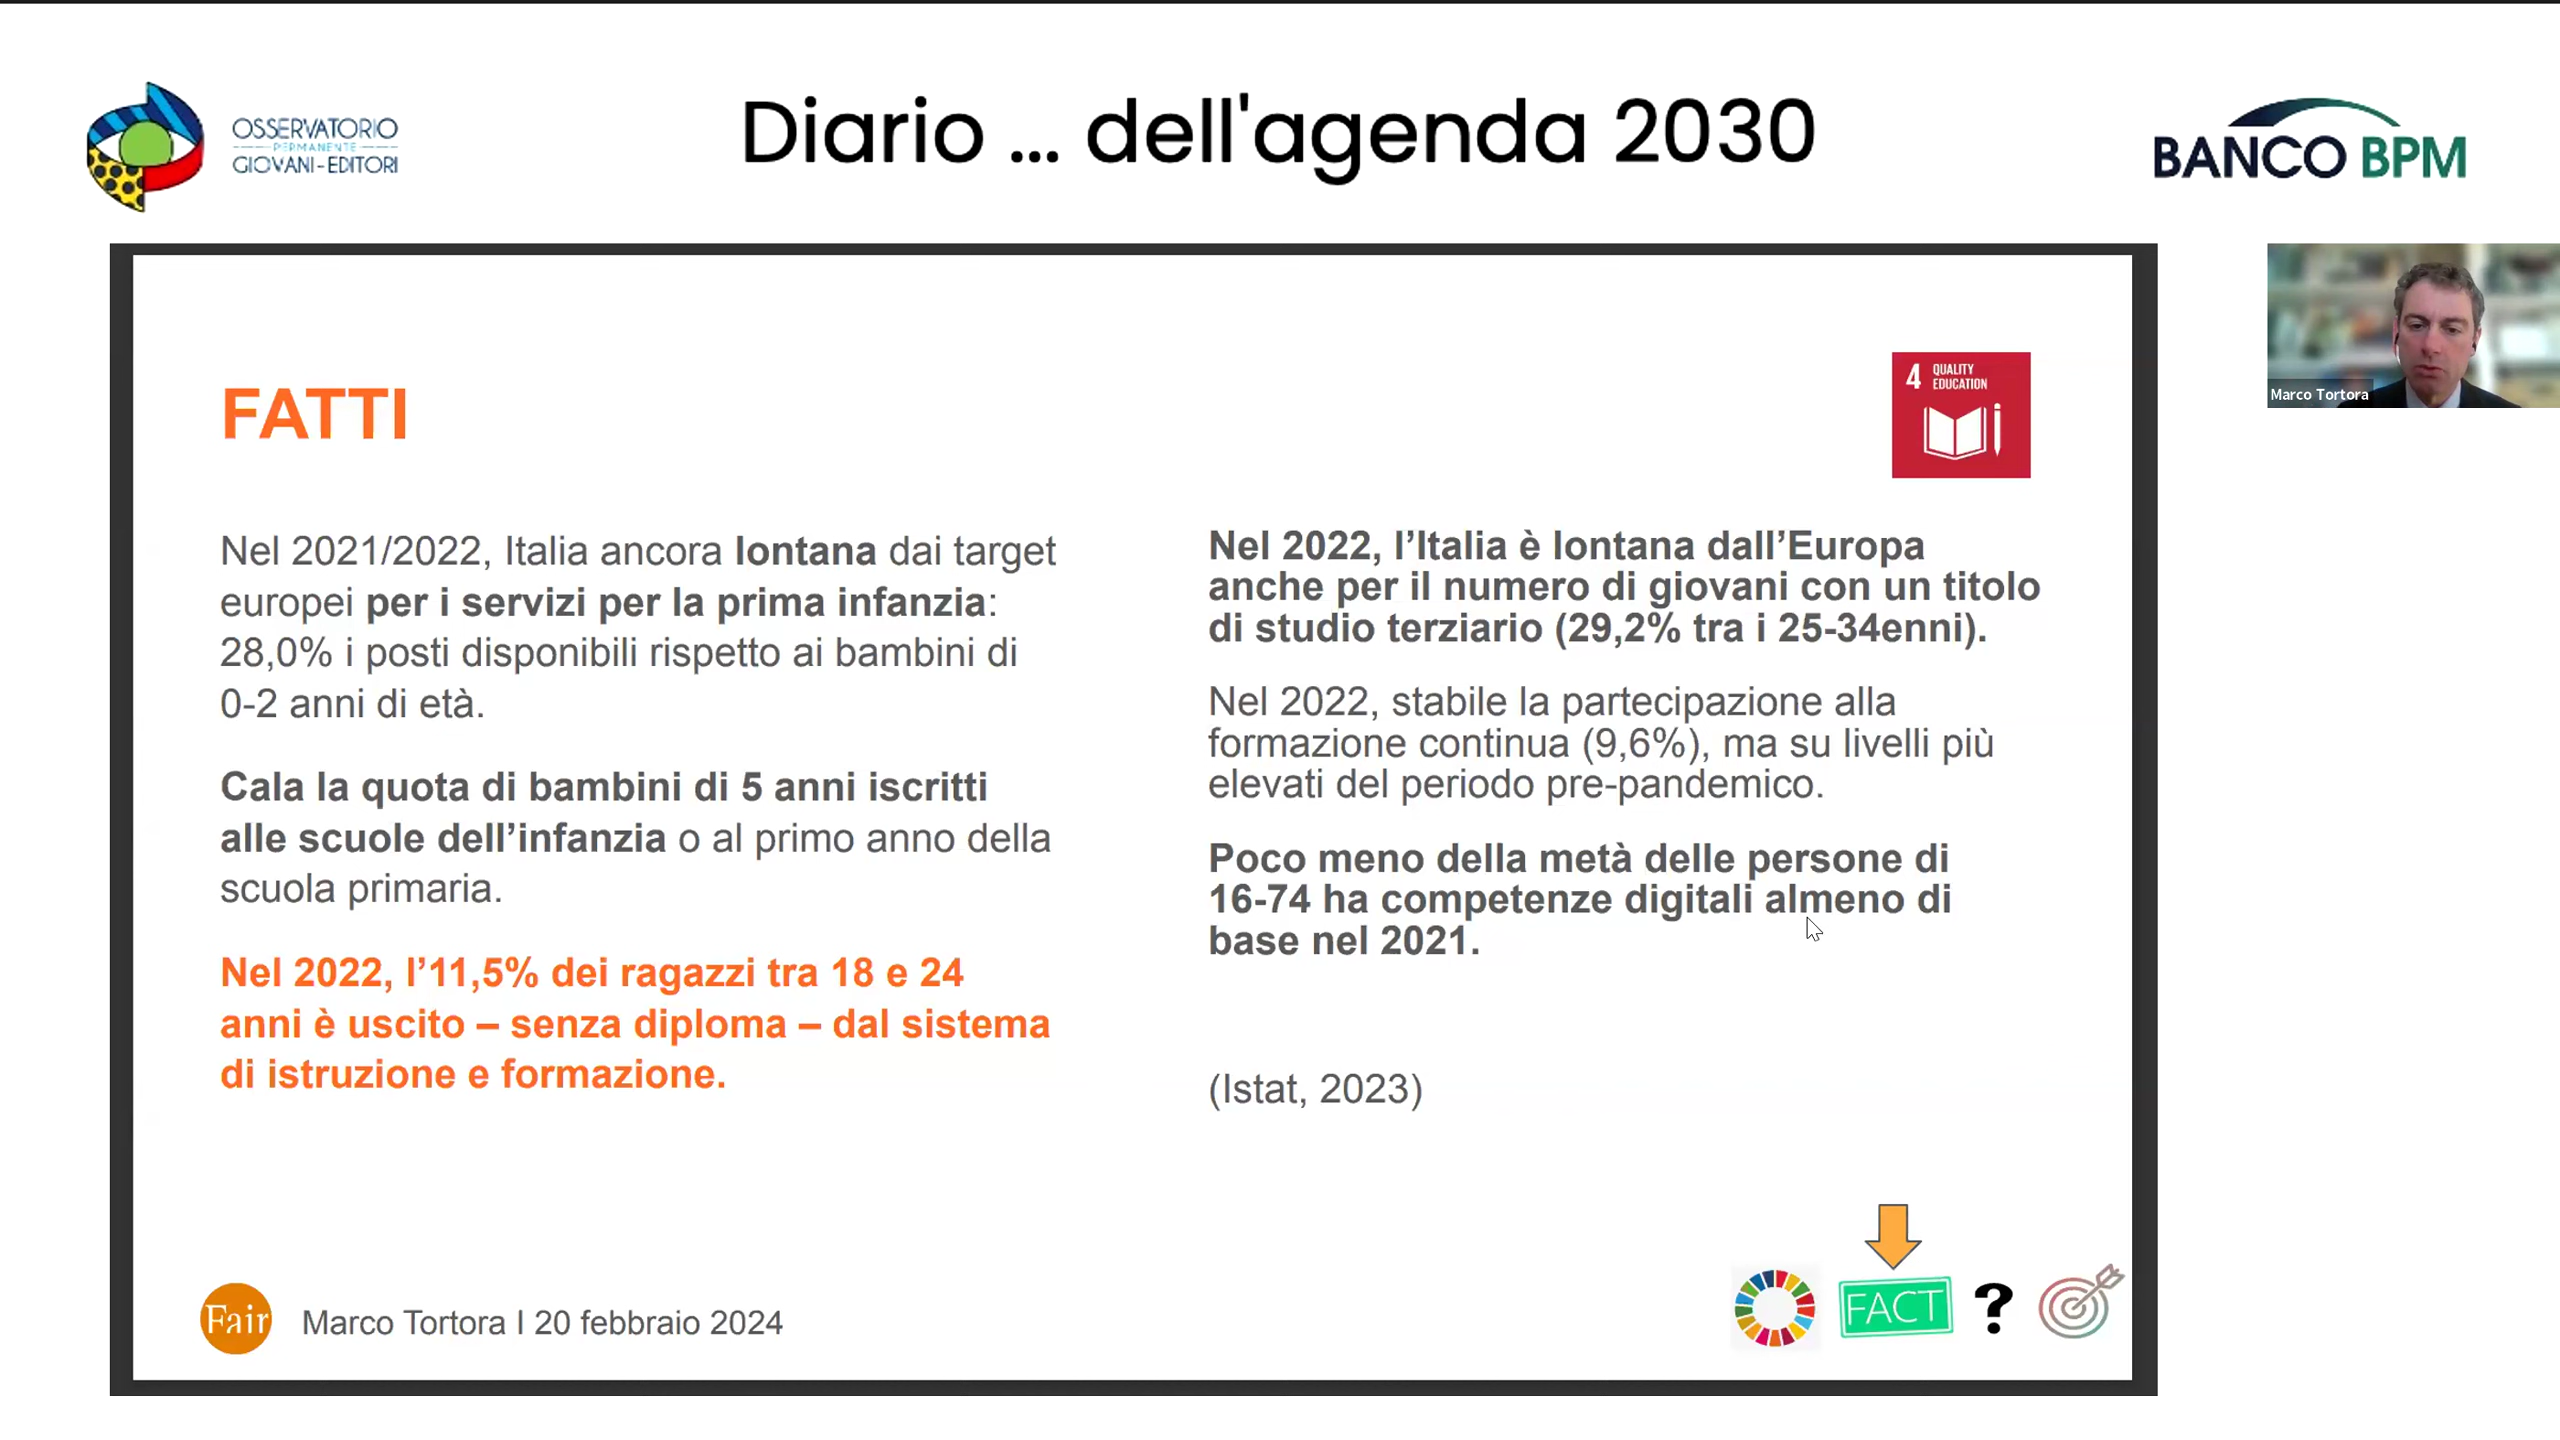 OSSERVATORIO
PERMANENTE
GIOVANI-EDITORI
Diario ... dell'agenda 2030
BANCO BPM
Marco Tortora
FATTI
4 QUALITY
EDUCATION
Nel 2021/2022, Italia ancora lontana dai target
europei per i servizi per la prima infanzia:
28,0% i posti disponibili rispetto ai bambini di
0-2 anni di età.
Cala la quota di bambini di 5 anni iscritti
alle scuole dell’infanzia o al primo anno della
scuola primaria.
Nel 2022, l’11,5% dei ragazzi tra 18 e 24
anni è uscito – senza diploma – dal sistema
di istruzione e formazione.
Nel 2022, l’Italia è lontana dall’Europa
anche per il numero di giovani con un titolo
di studio terziario (29,2% tra i 25-34enni).
Nel 2022, stabile la partecipazione alla
formazione continua (9,6%), ma su livelli più
elevati del periodo pre-pandemico.
Poco meno della metà delle persone di
16-74 ha competenze digitali almeno di
base nel 2021.
(Istat, 2023)
Fair
Marco Tortora I 20 febbraio 2024
FACT
?